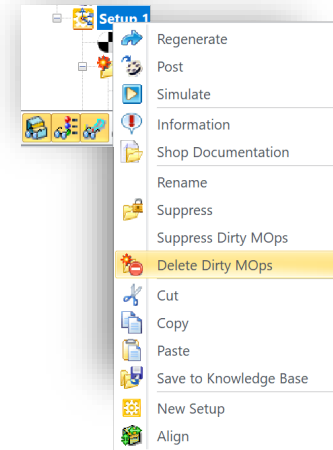 Setup 1
Regenerate
Post
Simulate
Information
Shop Documentation
Rename
Suppress
Suppress Dirty MOps
Delete Dirty MOps
Cut
Copy
Paste
Save to Knowledge Base
New Setup
Align